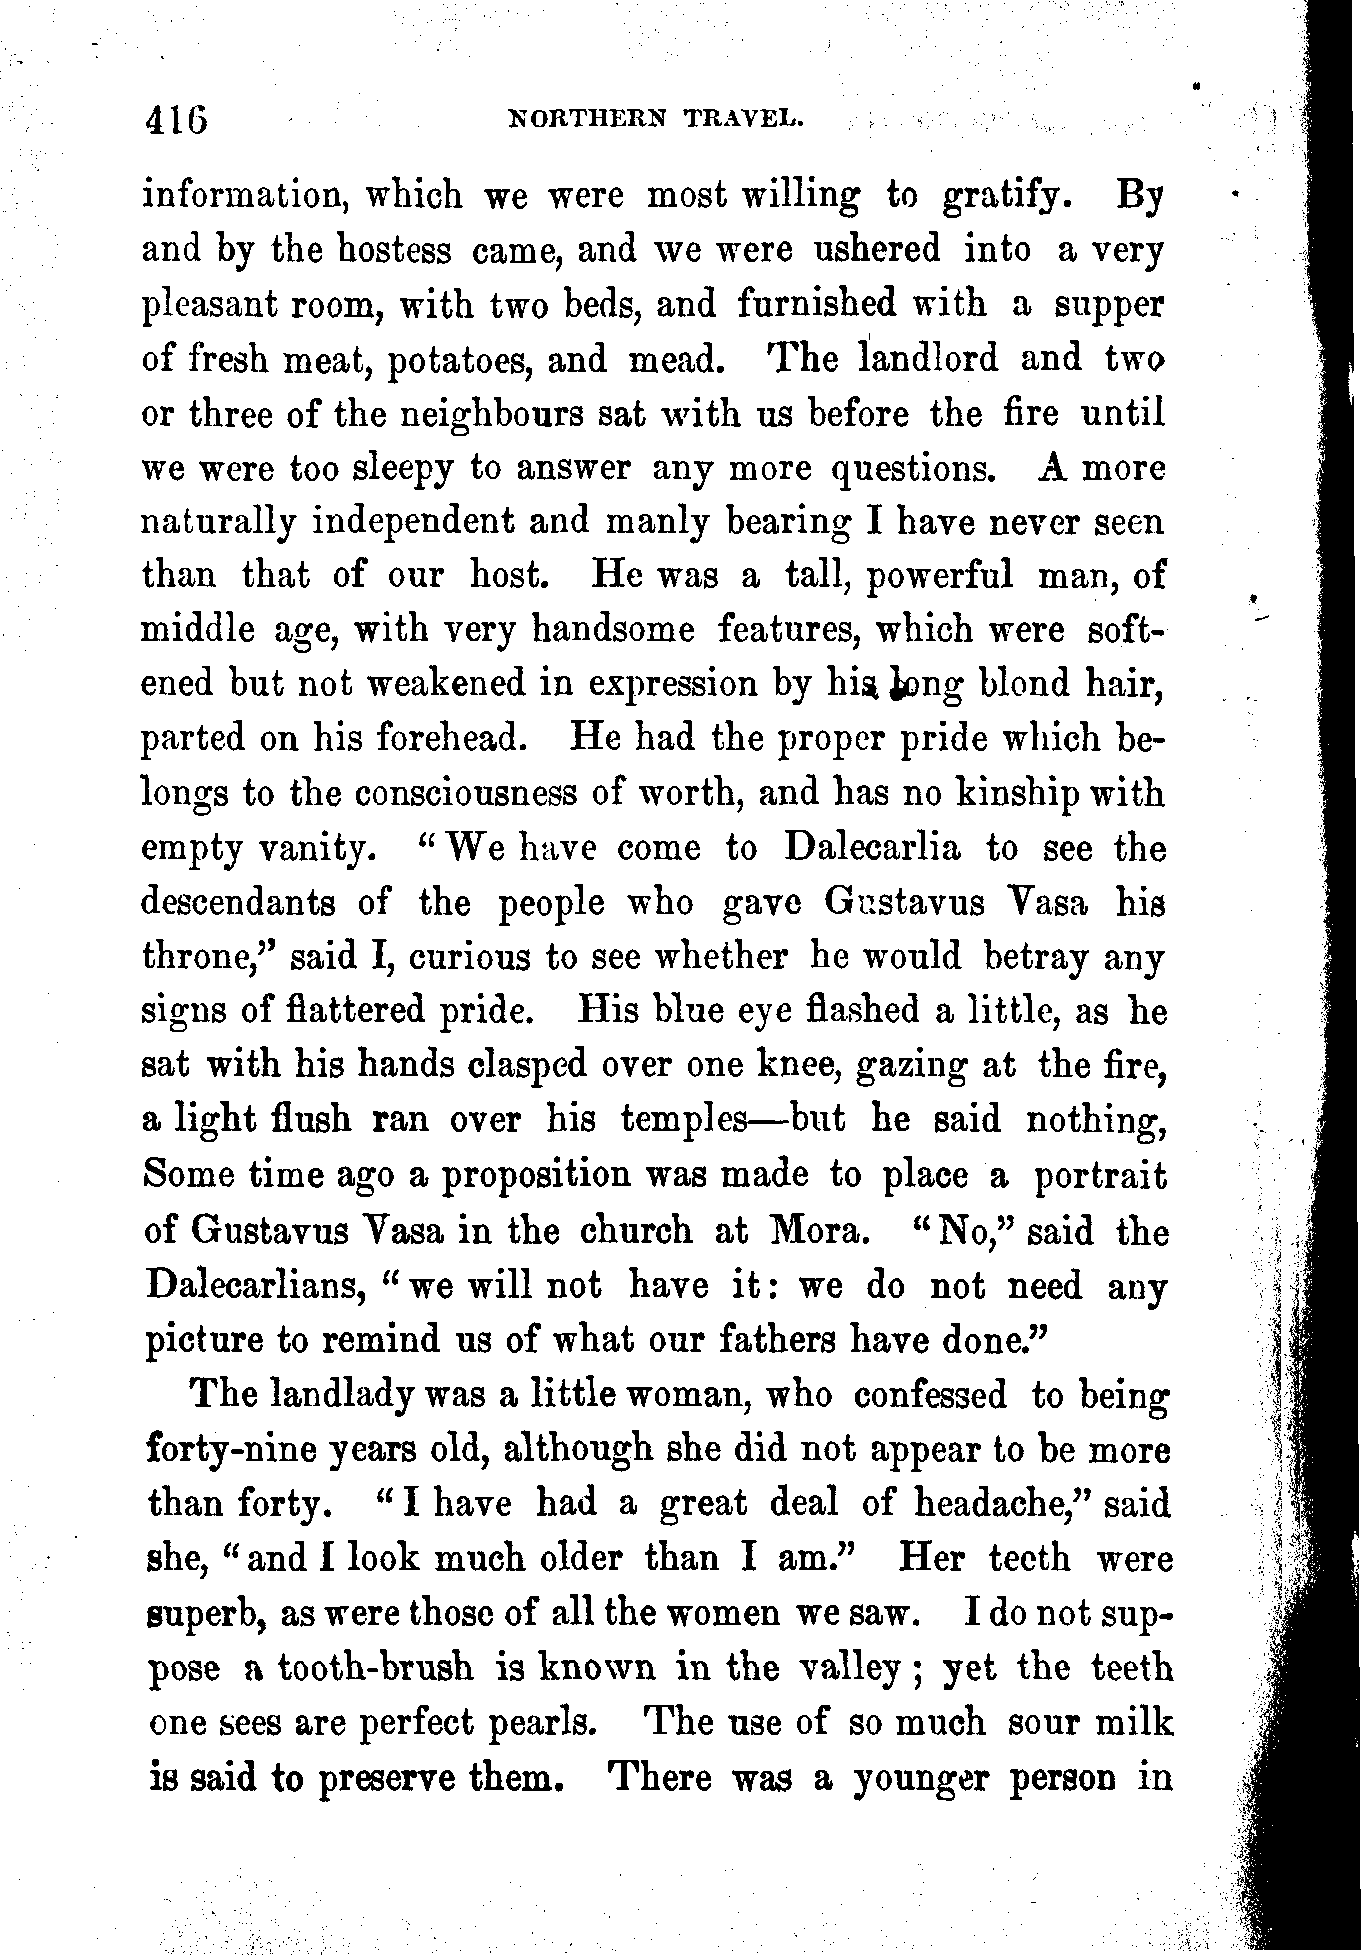 416 NORTHERN TRAVEL.
information, which we were most willing to gratify. By
and by the hostess came, and we were ushered into a very
pleasant room, with two beds, and furnished with a supper
of fresh meat, potatoes, and mead. The landlord and two
or three of the neighbours sat with us before the fire until
we were too sleepy to answer any more questions. A more
naturally independent and manly bearing I have never seen
than that of our host. He was a tall, powerful man, of
middle age, with very handsome features, which were soft-
ened but not weakened in expression by his long blond hair,
parted on his forehead. He had the proper pride which be-
longs to the consciousness of worth, and has no kinship with
empty vanity. "We have come to Dalecarlia to see the
descendants of the people who gave Gustavus Vasa his
throne," said I, curious to see whether he would betray any
signs of flattered pride. His blue eye flashed a little, as he
sat with his hands clasped over one knee, gazing at the fire,
a light flush ran over his temples—but he said nothing,
Some time ago a proposition was made to place a portrait
of Gustavus Vasa in the church at Mora. "No," said the
Dalecarlians, "we will not have it: we do not need any
picture to remind us of what our fathers have done."
The landlady was a little woman, who confessed to being
forty-nine years old, although she did not appear to be more
than forty. "I have had a great deal of headache," said
she, "and I look much older than I am." Her teeth were
superb, as were those of all the women we saw. I do not sup-
pose a tooth-brush is known in the valley; yet the teeth
one sees are perfect pearls. The use of so much sour milk
is said to preserve them. There was a younger person in